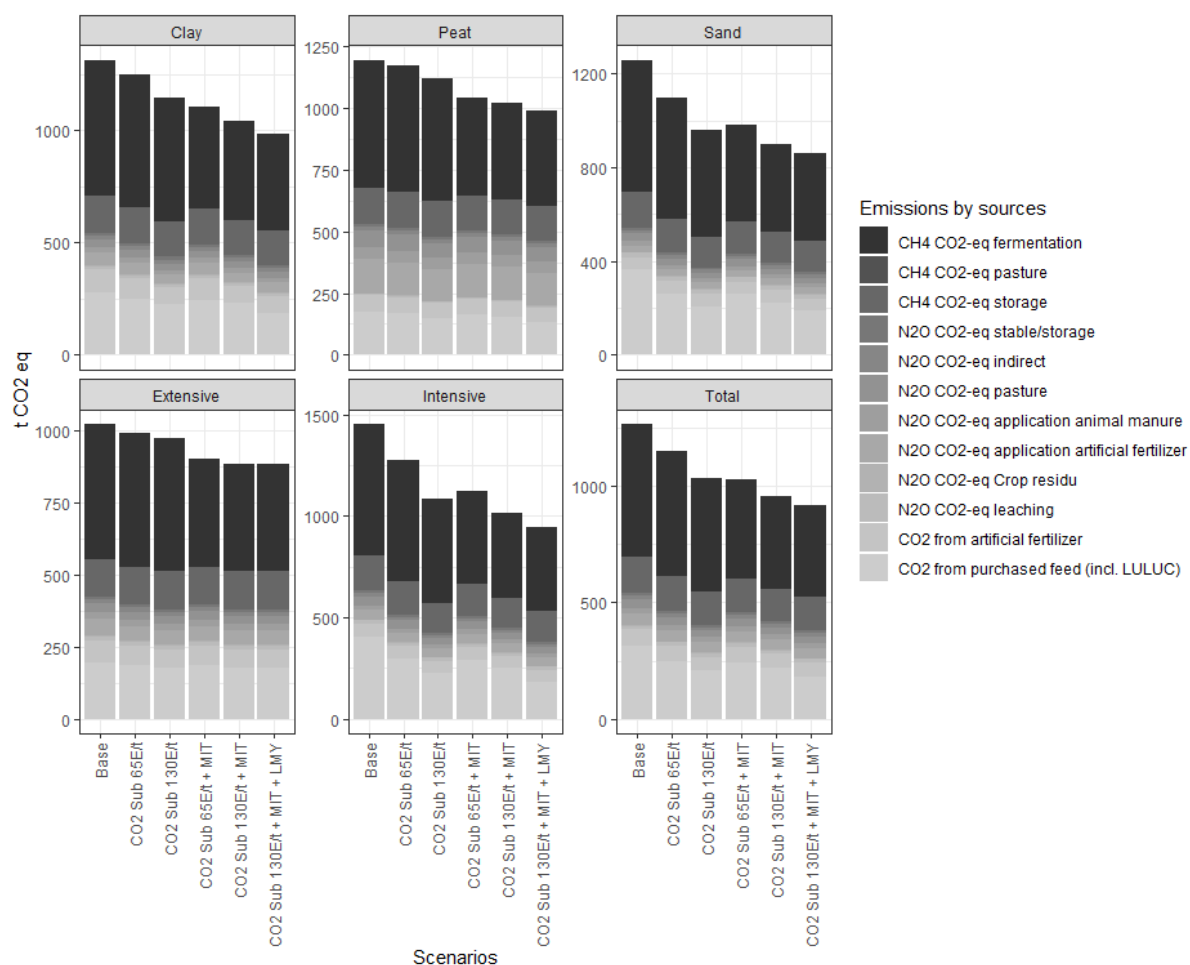 Clay
Peat
Sand
1000
500
0
1250
1000
750
500
250
0
1200
800
400
0
t CO2 eq
Extensive
Intensive
Total
1000
750
500
250
0
1500
1000
500
0
1000
500
0
Base
CO2 Sub 65E/t
CO2 Sub 130E/t
CO2 Sub 65E/t + MIT
CO2 Sub 130E/t + MIT
CO2 Sub 130E/t + MIT + LMY
Base
CO2 Sub 65E/t
CO2 Sub 130E/t
CO2 Sub 65E/t + MIT
CO2 Sub 130E/t + MIT
CO2 Sub 130E/t + MIT + LMY
Base
CO2 Sub 65E/t
CO2 Sub 130E/t
CO2 Sub 65E/t + MIT
CO2 Sub 130E/t + MIT
CO2 Sub 130E/t + MIT + LMY
Scenarios
Emissions by sources
CH4 CO2-eq fermentation
CH4 CO2-eq pasture
CH4 CO2-eq storage
N2O CO2-eq stable/storage
N2O CO2-eq indirect
N2O CO2-eq pasture
N2O CO2-eq application animal manure
N2O CO2-eq application artificial fertilizer
N2O CO2-eq Crop residu
N2O CO2-eq leaching
CO2 from artificial fertilizer
CO2 from purchased feed (incl. LULUC)